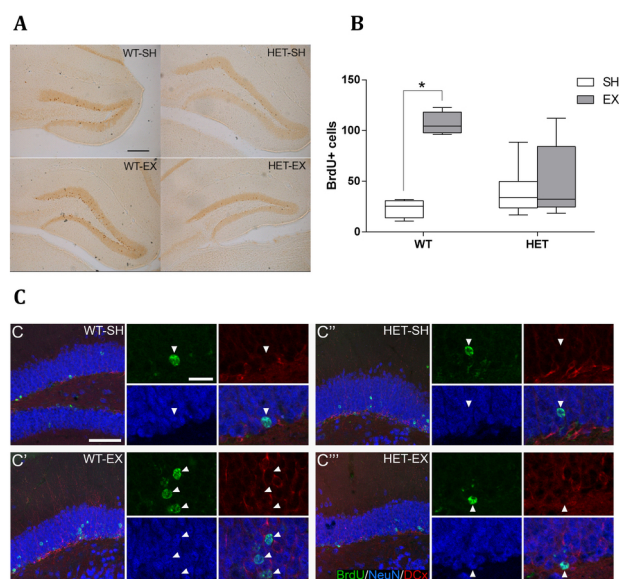 A
B
WT-SH
HET-SH
WT-EX
HET-EX
BrdU+ cells
150
100
50
0
*
SH
EX
WT
HET
C
C
WT-SH
C''
HET-SH
C'
WT-EX
C'''
HET-EX
BrdU/NeuN/DCx